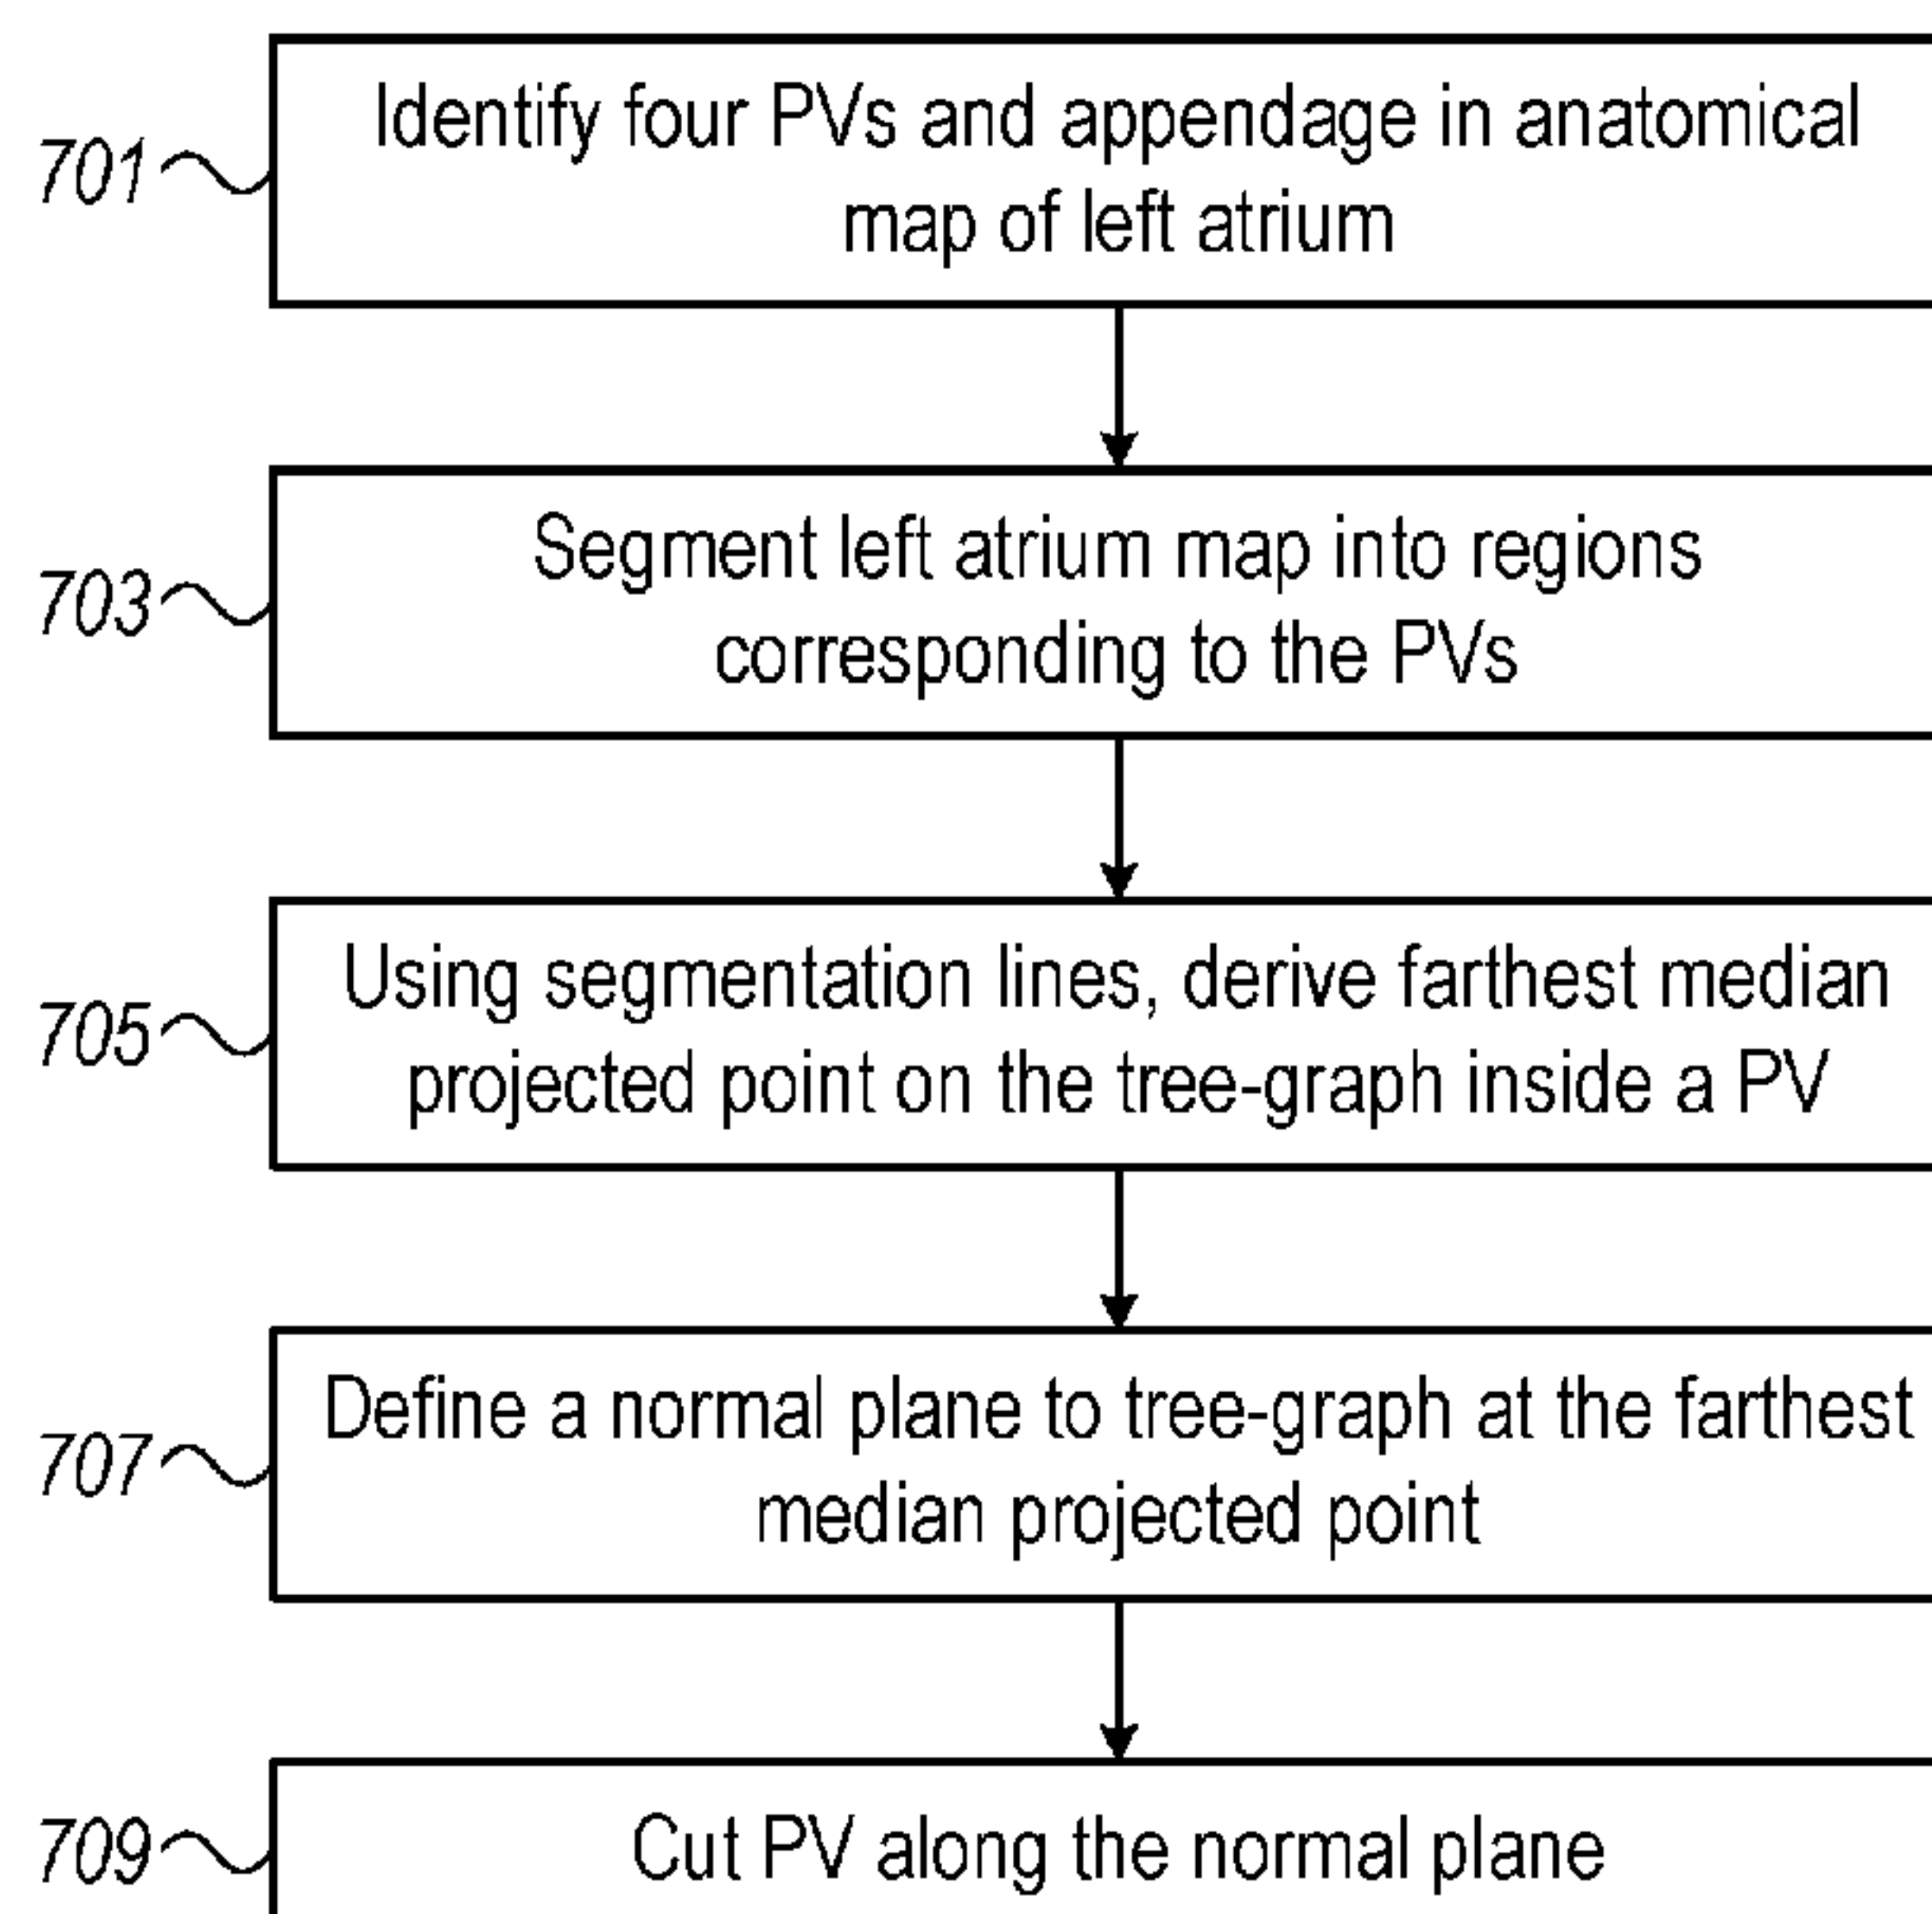 701
Identify four PVs and appendage in anatomical
map of left atrium
703
Segment left atrium map into regions
corresponding to the PVs
705
Using segmentation lines, derive farthest median
projected point on the tree-graph inside a PV
707
Define a normal plane to tree-graph at the farthest
median projected point
709
Cut PV along the normal plane